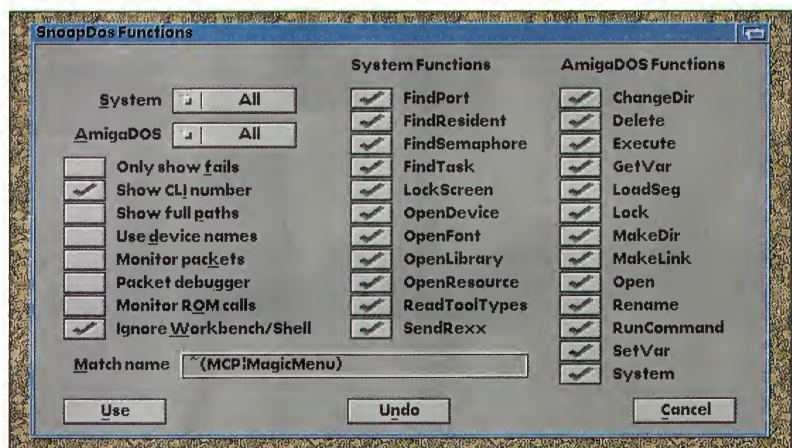 SnoopDos Functions
System All
AmigaDOS All
Only show fails
Show CLI number
Show full paths
Use device names
Monitor packets
Packet debugger
Monitor ROM calls
Ignore Workbench/Shell
System Functions
FindPort
FindResident
FindSemaphore
FindTask
LockScreen
OpenDevice
OpenFont
OpenLibrary
OpenResource
ReadToolTypes
SendRexx
AmigaDOS Functions
ChangeDir
Delete
Execute
GetVar
LoadSeg
Lock
MakeDir
MakeLink
Open
Rename
RunCommand
SetVar
System
Match name ~(MCP|MagicMenu)
Use Undo Cancel